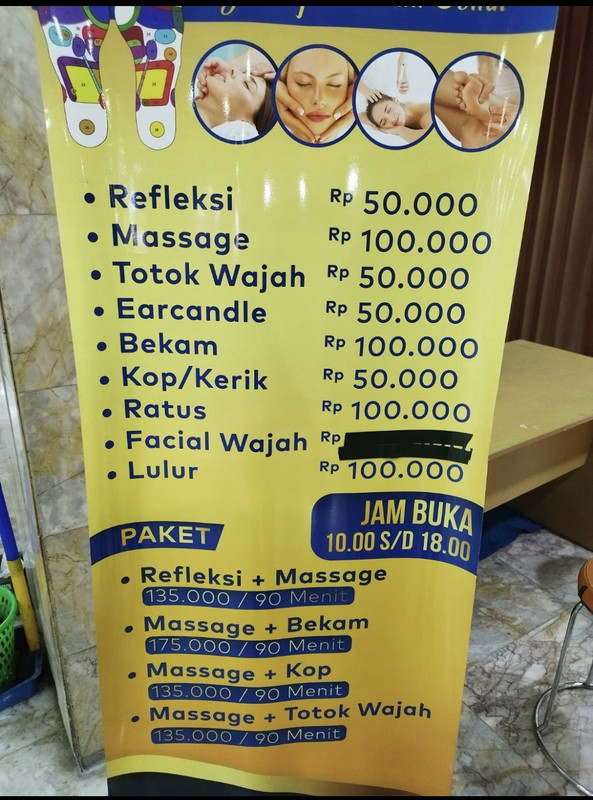 • Refleksi Rp 50.000
• Massage Rp 100.000
• Totok Wajah Rp 50.000
• Earcandle Rp 50.000
• Bekam Rp 100.000
• Kop/Kerik Rp 50.000
• Ratus Rp 100.000
• Facial Wajah Rp
• Lulur Rp 100.000
JAM BUKA
10.00 S/D 18.00
PAKET
• Refleksi + Massage
135.000 / 90 Menit
• Massage + Bekam
175.000 / 90 Menit
• Massage + Kop
135.000 / 90 Menit
• Massage + Totok Wajah
135.000 / 90 Menit